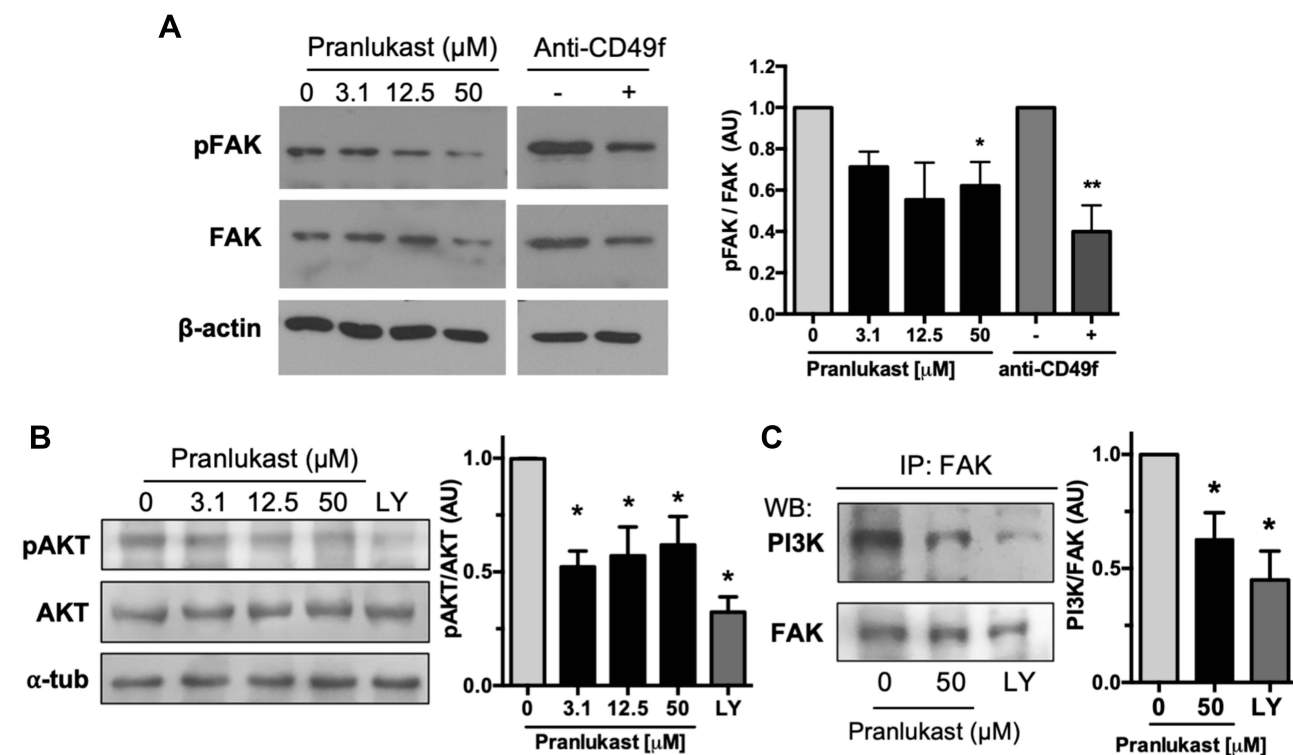 A
Pranlukast (μM)
Anti-CD49f
0 3.1 12.5 50
- +
pFAK
FAK
β-actin
pFAK / FAK (AU)
1.2
1.0
0.8
0.6
0.4
0.2
0.0
*
**
0 3.1 12.5 50 - +
Pranlukast [μM]
anti-CD49f
B
Pranlukast (μM)
0 3.1 12.5 50 LY
pAKT
AKT
α-tub
pAKT/AKT (AU)
1.0
0.5
0.0
* * * *
0 3.1 12.5 50 LY
Pranlukast [μM]
C
IP: FAK
WB:
PI3K
FAK
0 50 LY
Pranlukast (μM)
PI3K/FAK (AU)
1.0
0.5
0.0
* *
0 50 LY
Pranlukast [μM]